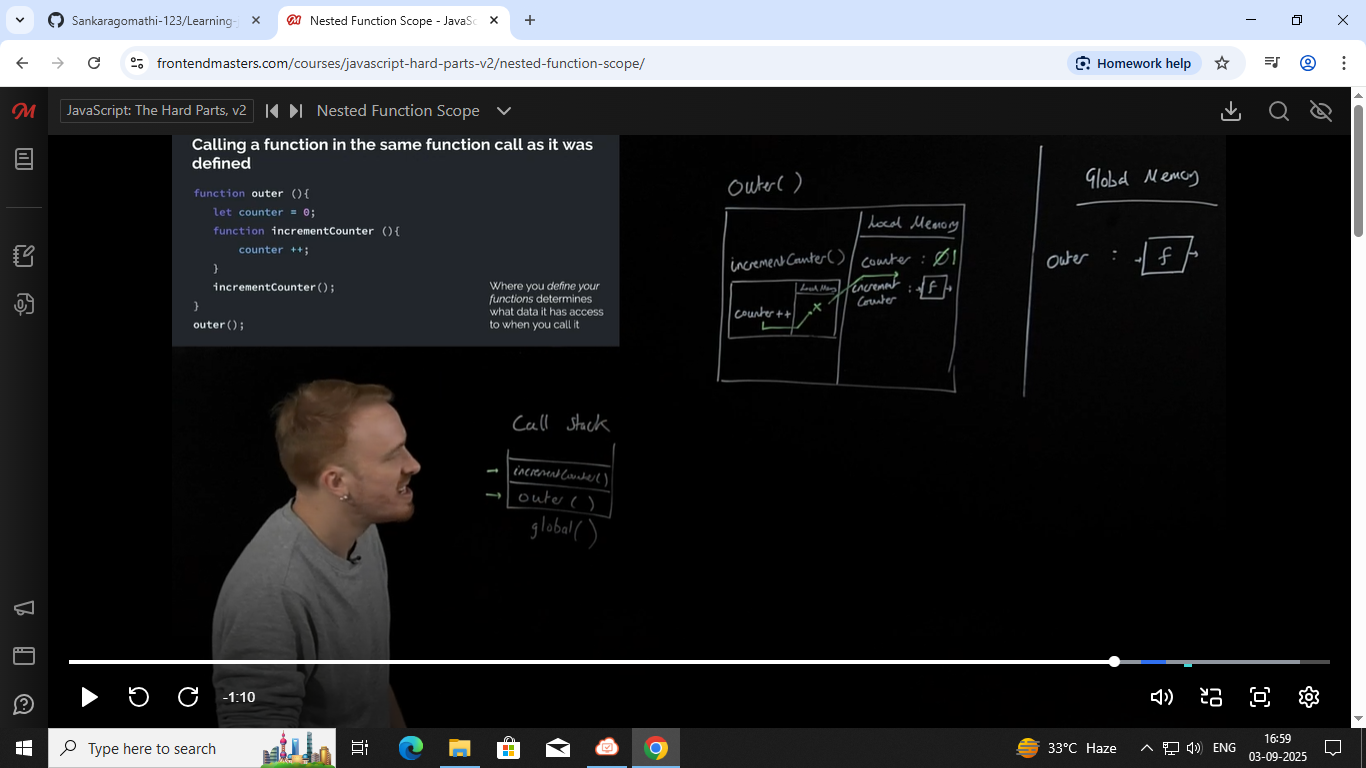 Sankaragomathi-123/Learning-
Nested Function Scope - JavaSc
frontendmasters.com/courses/javascript-hard-parts-v2/nested-function-scope/
Homework help
JavaScript: The Hard Parts, v2
Nested Function Scope
Calling a function in the same function call as it was
defined
function outer (){
let counter = 0;
function incrementCounter (){
counter ++;
}
incrementCounter();
}
outer();
Where you define your
functions determines
what data it has access
to when you call it
Outer( )
Local Memory
incrementCounter( )
counter : 0 1
increment
counter : f
Local Memory
counter++
x
Global Memory
Outer : f
Call Stack
incrementCounter( )
outer ( )
global( )
-1:10
Type here to search
33°C Haze
ENG
16:59
03-09-2025